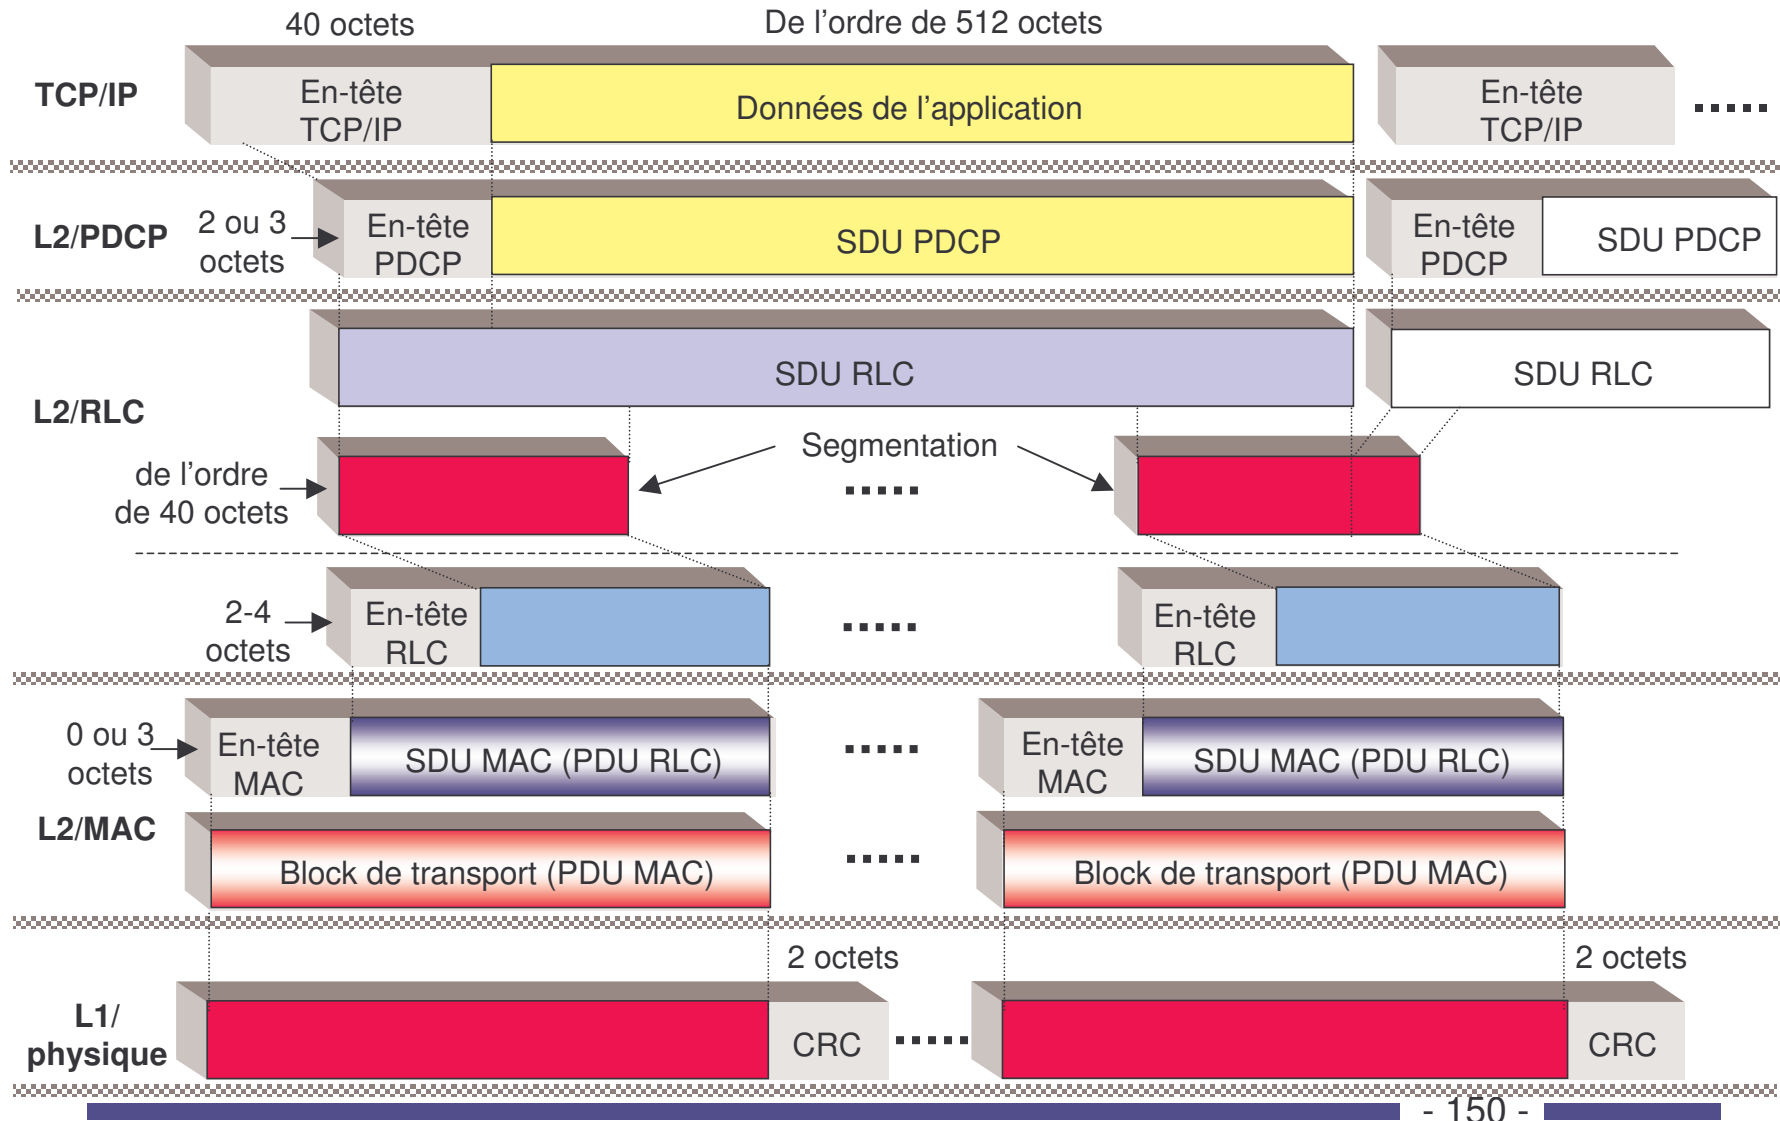 40 octets
De l'ordre de 512 octets
TCP/IP
En-tête
TCP/IP
Données de l'application
En-tête
TCP/IP
L2/PDCP
2 ou 3
octets
En-tête
PDCP
SDU PDCP
En-tête
PDCP
SDU PDCP
SDU RLC
SDU RLC
L2/RLC
Segmentation
de l'ordre
de 40 octets
2-4
octets
En-tête
RLC
En-tête
RLC
0 ou 3
octets
En-tête
MAC
SDU MAC (PDU RLC)
En-tête
MAC
SDU MAC (PDU RLC)
L2/MAC
Block de transport (PDU MAC)
Block de transport (PDU MAC)
2 octets
2 octets
L1/
physique
CRC
CRC
- 150 -